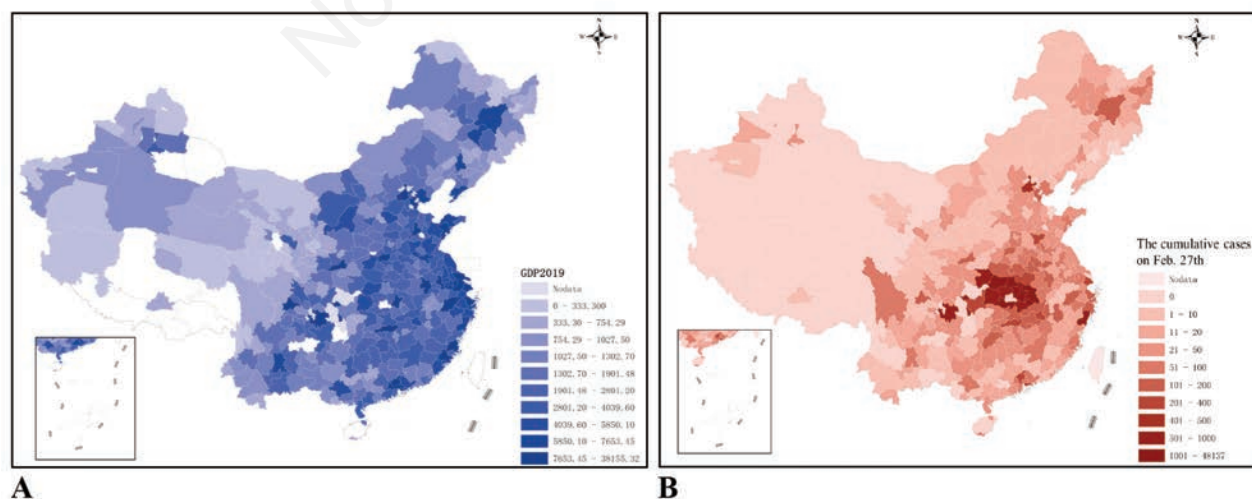 No
N
W
E
S
GDP2019
Nodata
0 - 333.300
333.30 - 754.29
754.29 - 1027.50
1027.50 - 1302.70
1302.70 - 1901.48
1901.48 - 2801.20
2801.20 - 4039.60
4039.60 - 5850.10
5850.10 - 7653.45
7653.45 - 38155.32
A
N
W
E
S
The cumulative cases
on Feb. 27th
Nodata
0
1 - 10
11 - 20
21 - 50
51 - 100
101 - 200
201 - 400
401 - 500
501 - 1000
1001 - 48137
B